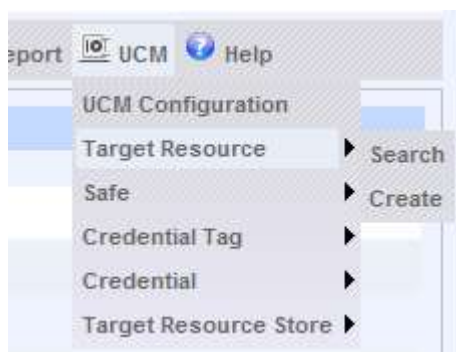 eport UCM Help
UCM Configuration
Target Resource Search
Safe Create
Credential Tag
Credential
Target Resource Store